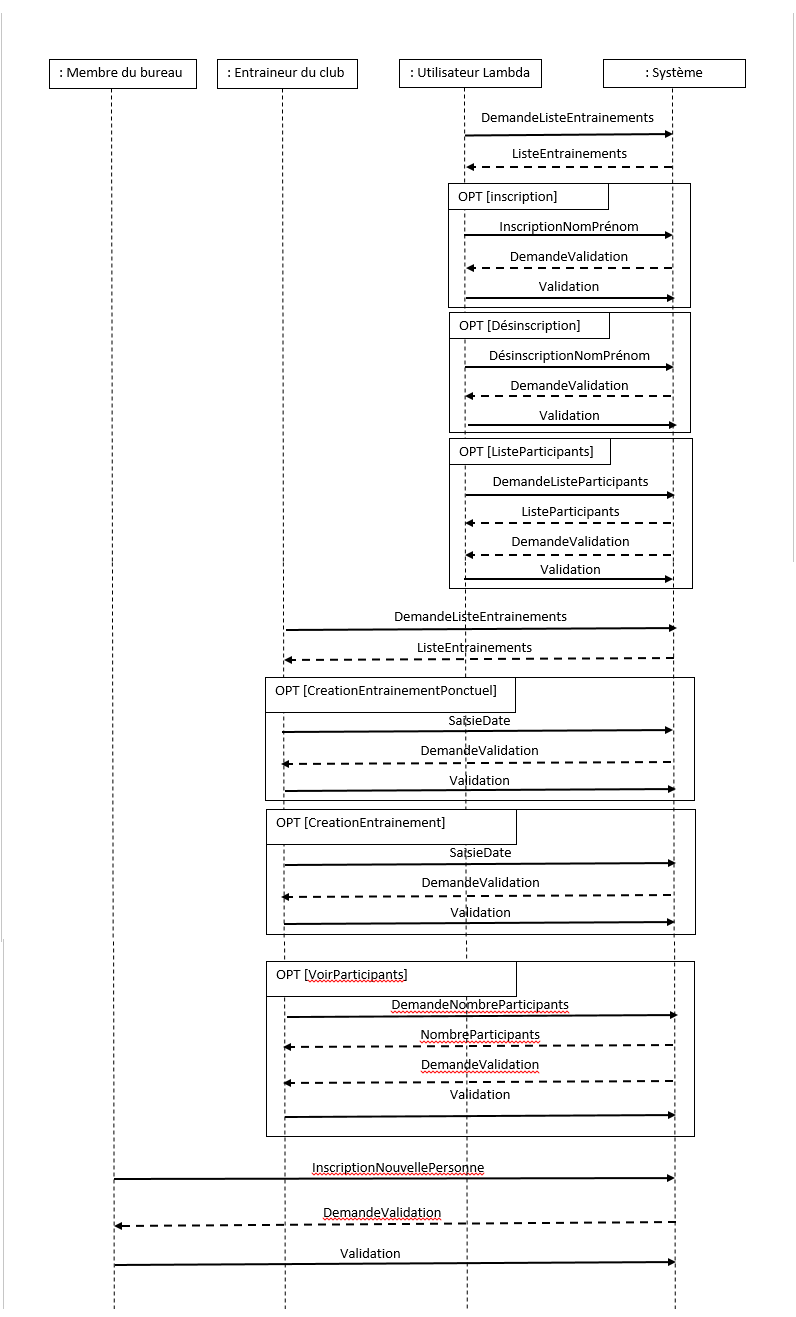 : Membre du bureau
: Entraineur du club
: Utilisateur Lambda
: Système
DemandeListeEntrainements
ListeEntrainements
OPT [inscription]
InscriptionNomPrénom
DemandeValidation
Validation
OPT [Désinscription]
DésinscriptionNomPrénom
DemandeValidation
Validation
OPT [ListeParticipants]
DemandeListeParticipants
ListeParticipants
DemandeValidation
Validation
DemandeListeEntrainements
ListeEntrainements
OPT [CreationEntrainementPonctuel]
SaisieDate
DemandeValidation
Validation
OPT [CreationEntrainement]
SaisieDate
DemandeValidation
Validation
OPT [VoirParticipants]
DemandeNombreParticipants
NombreParticipants
DemandeValidation
Validation
InscriptionNouvellePersonne
DemandeValidation
Validation